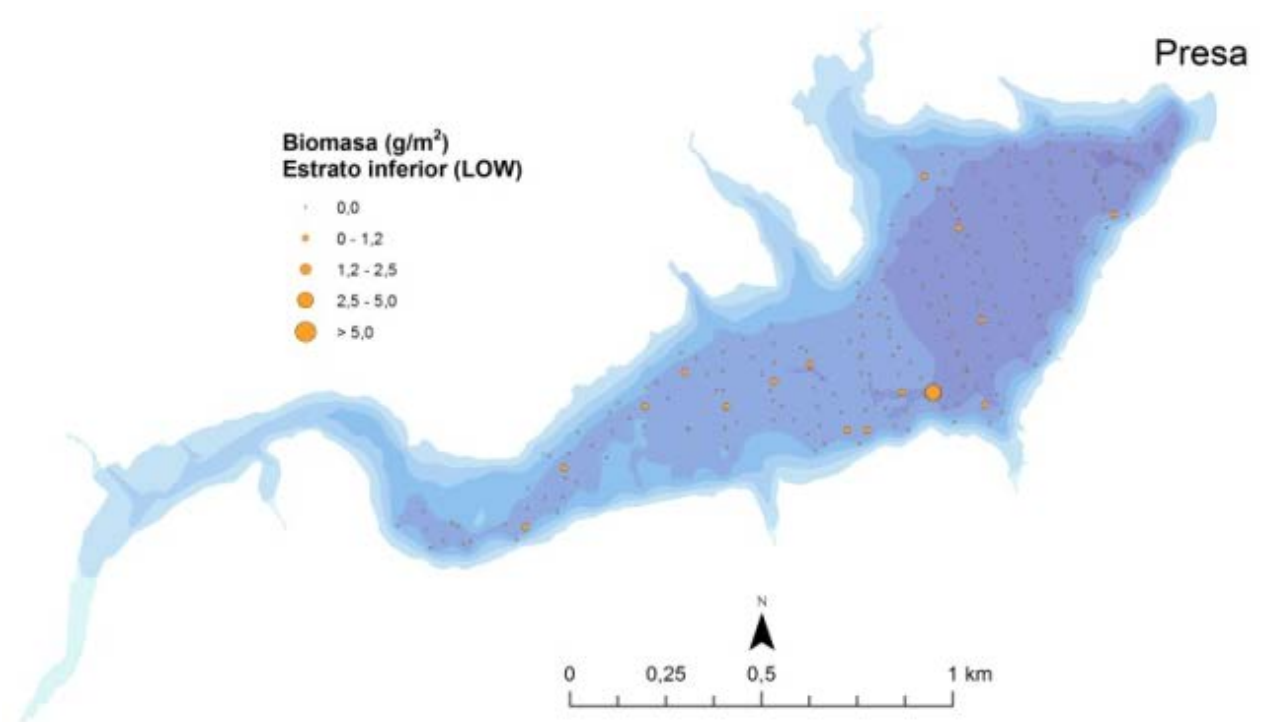 Presa
Biomasa (g/m²)
Estrato inferior (LOW)
0,0
0 - 1,2
1,2 - 2,5
2,5 - 5,0
> 5,0
N
0 0,25 0,5 1 km